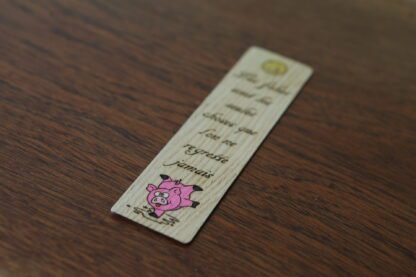 Les folies
sont les
seules
choses que
l'on ne
regrette
jamais